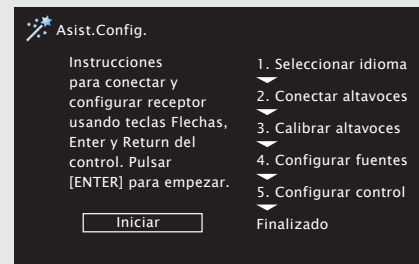 Asist.Config.
Instrucciones
para conectar y
configurar receptor
usando teclas Flechas,
Enter y Return del
control. Pulsar
[ENTER] para empezar.
Iniciar
1. Seleccionar idioma
2. Conectar altavoces
3. Calibrar altavoces
4. Configurar fuentes
5. Configurar control
Finalizado